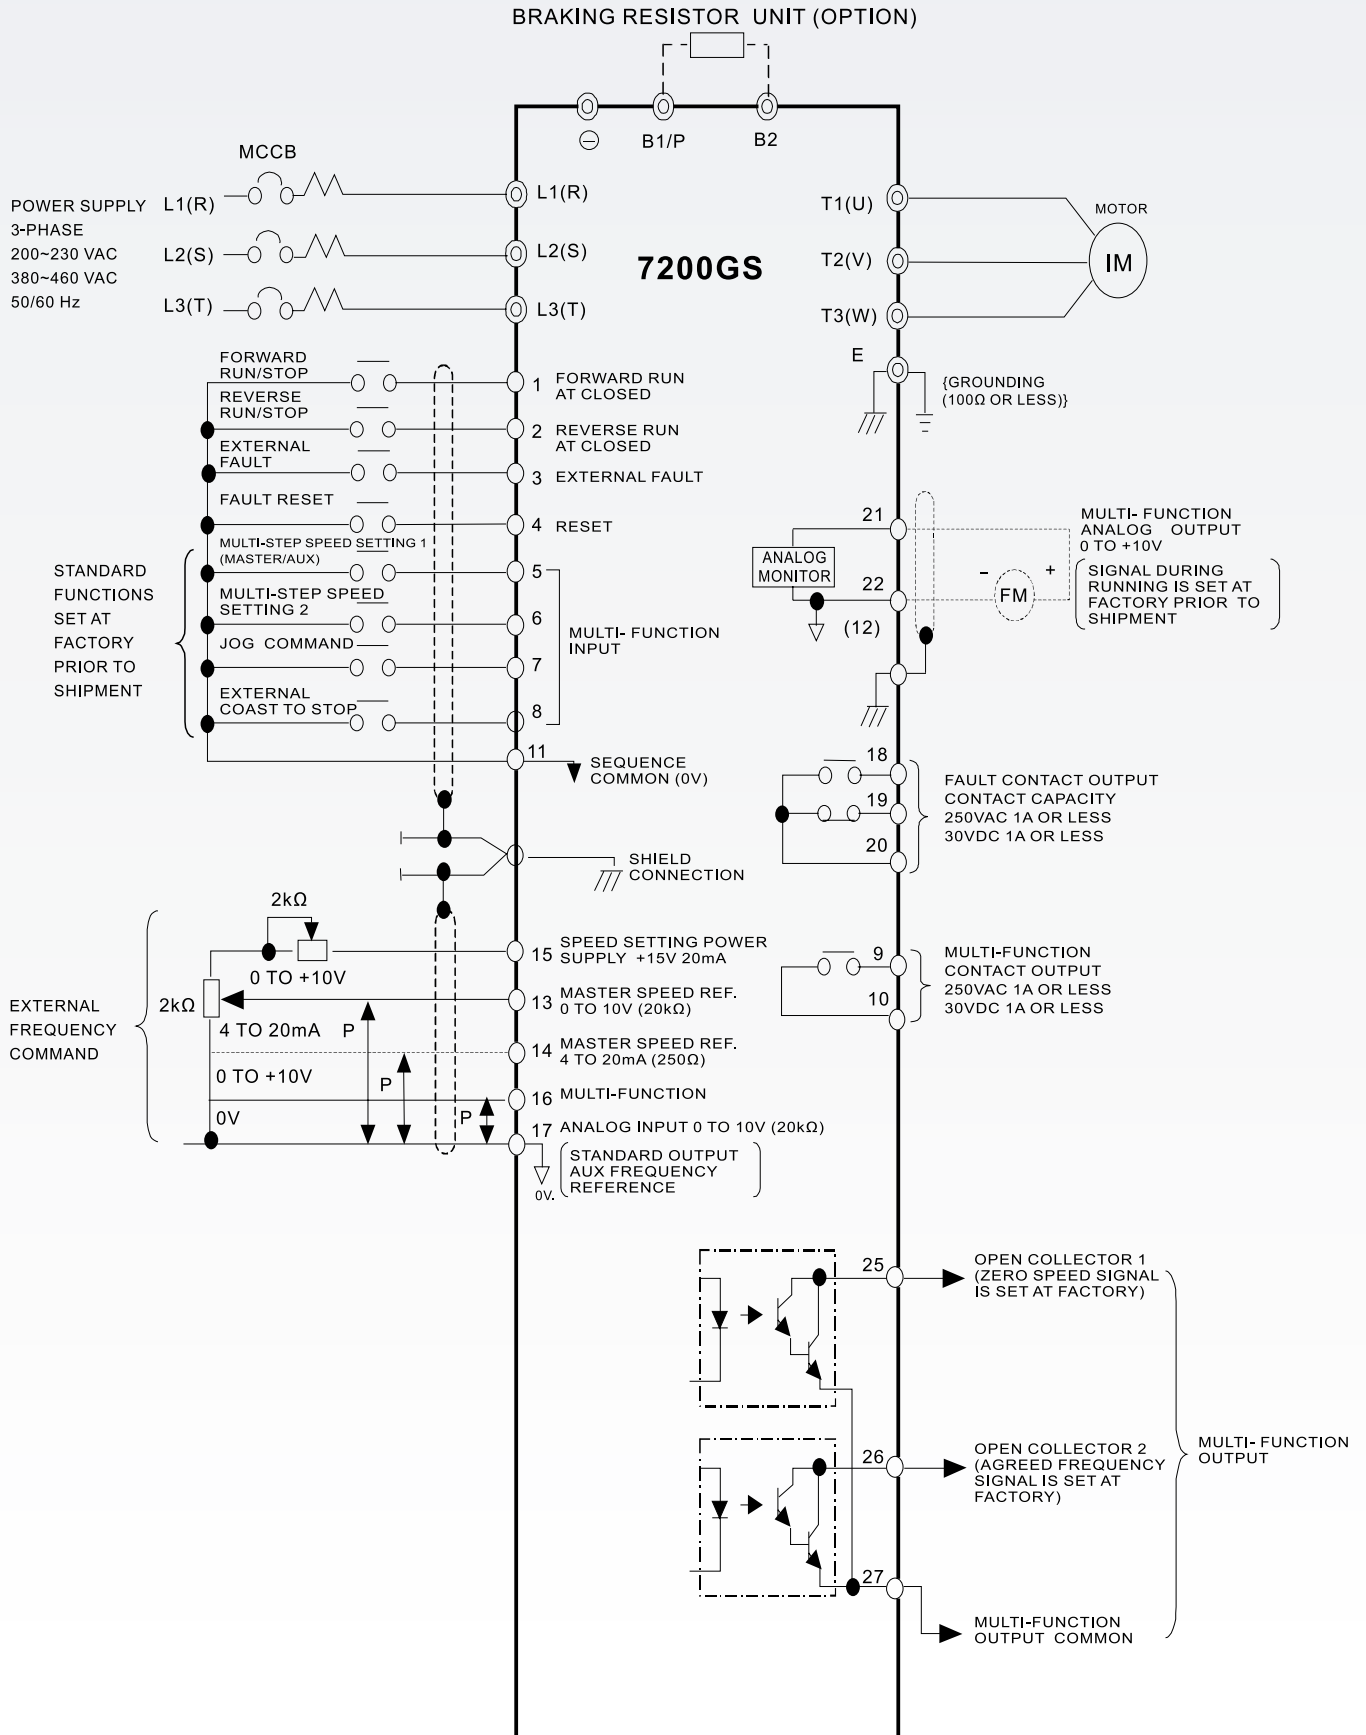 BRAKING RESISTOR UNIT (OPTION)
B1/P
B2
MCCB
POWER SUPPLY
3-PHASE
200~230 VAC
380~460 VAC
50/60 Hz
L1(R)
L2(S)
L3(T)
L1(R)
L2(S)
L3(T)
7200GS
T1(U)
T2(V)
T3(W)
MOTOR
IM
E
{GROUNDING
(100Ω OR LESS)}
FORWARD
RUN/STOP
REVERSE
RUN/STOP
EXTERNAL
FAULT
FAULT RESET
MULTI-STEP SPEED SETTING 1
(MASTER/AUX)
MULTI-STEP SPEED
SETTING 2
JOG COMMAND
EXTERNAL
COAST TO STOP
STANDARD
FUNCTIONS
SET AT
FACTORY
PRIOR TO
SHIPMENT
1 FORWARD RUN
AT CLOSED
2 REVERSE RUN
AT CLOSED
3 EXTERNAL FAULT
4 RESET
5
6
7
8
MULTI- FUNCTION
INPUT
11
SEQUENCE
COMMON (0V)
SHIELD
CONNECTION
21
ANALOG
MONITOR
22
(12)
- +
FM
MULTI- FUNCTION
ANALOG OUTPUT
0 TO +10V
SIGNAL DURING
RUNNING IS SET AT
FACTORY PRIOR TO
SHIPMENT
18
19
20
FAULT CONTACT OUTPUT
CONTACT CAPACITY
250VAC 1A OR LESS
30VDC 1A OR LESS
9
10
MULTI-FUNCTION
CONTACT OUTPUT
250VAC 1A OR LESS
30VDC 1A OR LESS
EXTERNAL
FREQUENCY
COMMAND
2kΩ
0 TO +10V
2kΩ
4 TO 20mA P
0 TO +10V
P
0V
P
15 SPEED SETTING POWER
SUPPLY +15V 20mA
13 MASTER SPEED REF.
0 TO 10V (20kΩ)
14 MASTER SPEED REF.
4 TO 20mA (250Ω)
16 MULTI-FUNCTION
17 ANALOG INPUT 0 TO 10V (20kΩ)
0V.
STANDARD OUTPUT
AUX FREQUENCY
REFERENCE
25
OPEN COLLECTOR 1
(ZERO SPEED SIGNAL
IS SET AT FACTORY)
26
OPEN COLLECTOR 2
(AGREED FREQUENCY
SIGNAL IS SET AT
FACTORY)
MULTI- FUNCTION
OUTPUT
27
MULTI-FUNCTION
OUTPUT COMMON